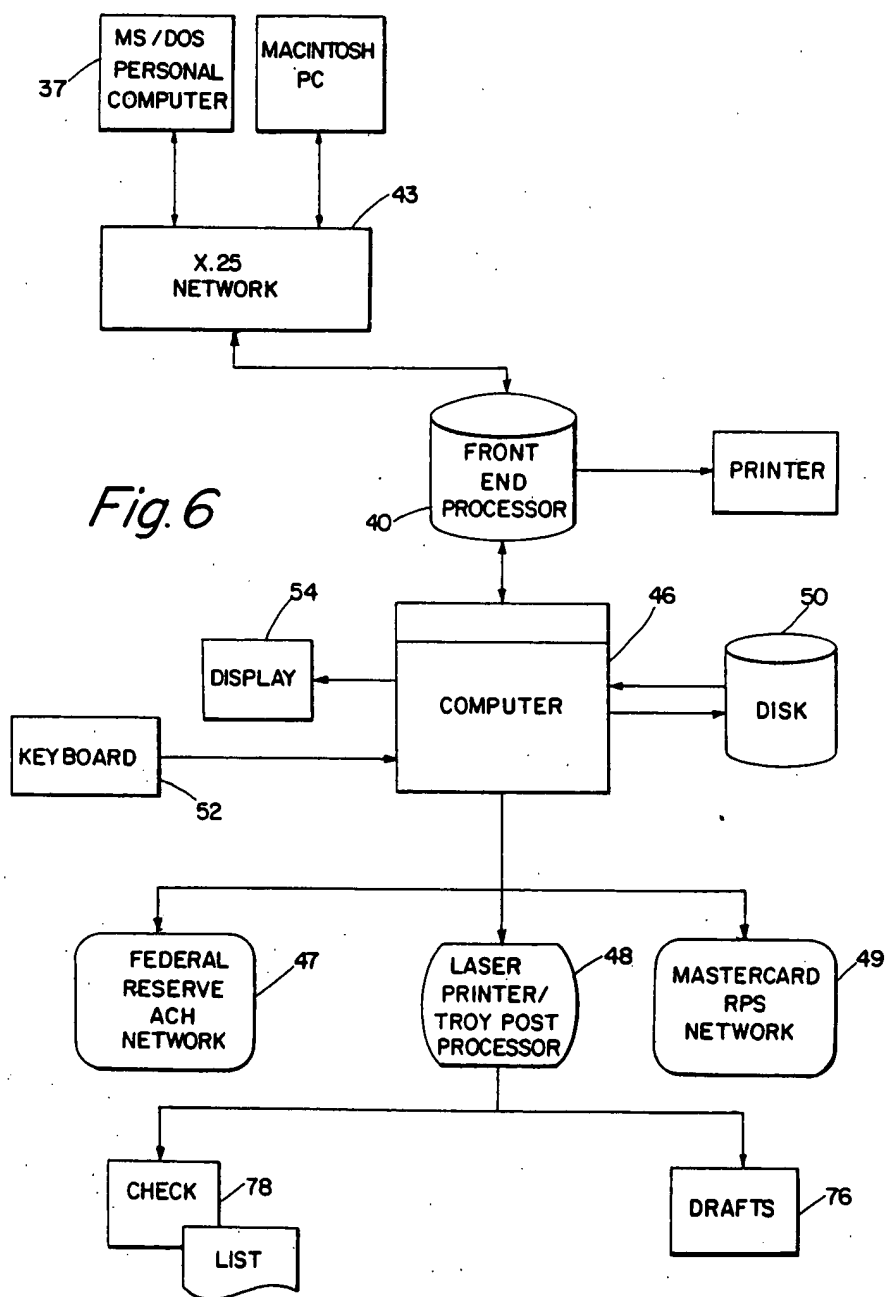 MS/DOS
PERSONAL
COMPUTER
37
MACINTOSH
PC
43
X.25
NETWORK
FRONT
END
PROCESSOR
40
PRINTER
Fig. 6
54
DISPLAY
46
COMPUTER
50
DISK
KEYBOARD
52
FEDERAL
RESERVE
ACH
NETWORK
47
LASER
PRINTER/
TROY POST
PROCESSOR
48
MASTERCARD
RPS
NETWORK
49
CHECK
78
LIST
DRAFTS
76